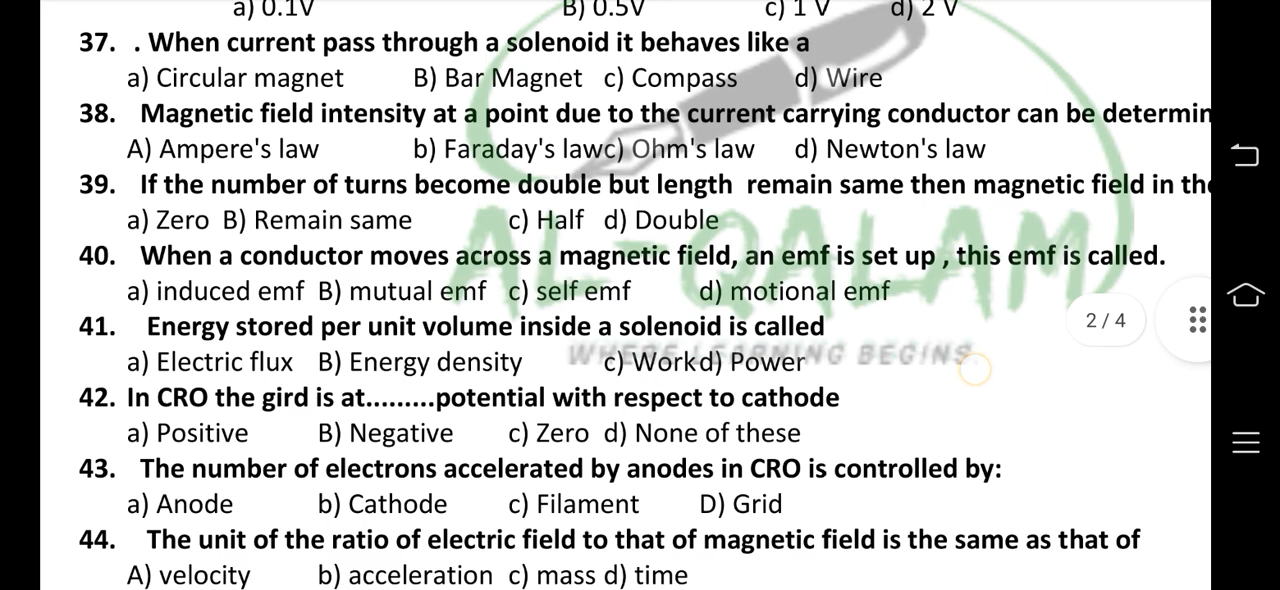 a) 0.1V B) 0.5V c) 1 V d) 2 V
37. . When current pass through a solenoid it behaves like a
a) Circular magnet B) Bar Magnet c) Compass d) Wire
38. Magnetic field intensity at a point due to the current carrying conductor can be determin
A) Ampere's law b) Faraday's lawc) Ohm's law d) Newton's law
39. If the number of turns become double but length remain same then magnetic field in the
a) Zero B) Remain same c) Half d) Double
40. When a conductor moves across a magnetic field, an emf is set up , this emf is called.
a) induced emf B) mutual emf c) self emf d) motional emf
41. Energy stored per unit volume inside a solenoid is called
a) Electric flux B) Energy density c) Workd) Power
42. In CRO the gird is at.........potential with respect to cathode
a) Positive B) Negative c) Zero d) None of these
43. The number of electrons accelerated by anodes in CRO is controlled by:
a) Anode b) Cathode c) Filament D) Grid
44. The unit of the ratio of electric field to that of magnetic field is the same as that of
A) velocity b) acceleration c) mass d) time
AL-QALAM
WHERE LEARNING BEGINS
2 / 4